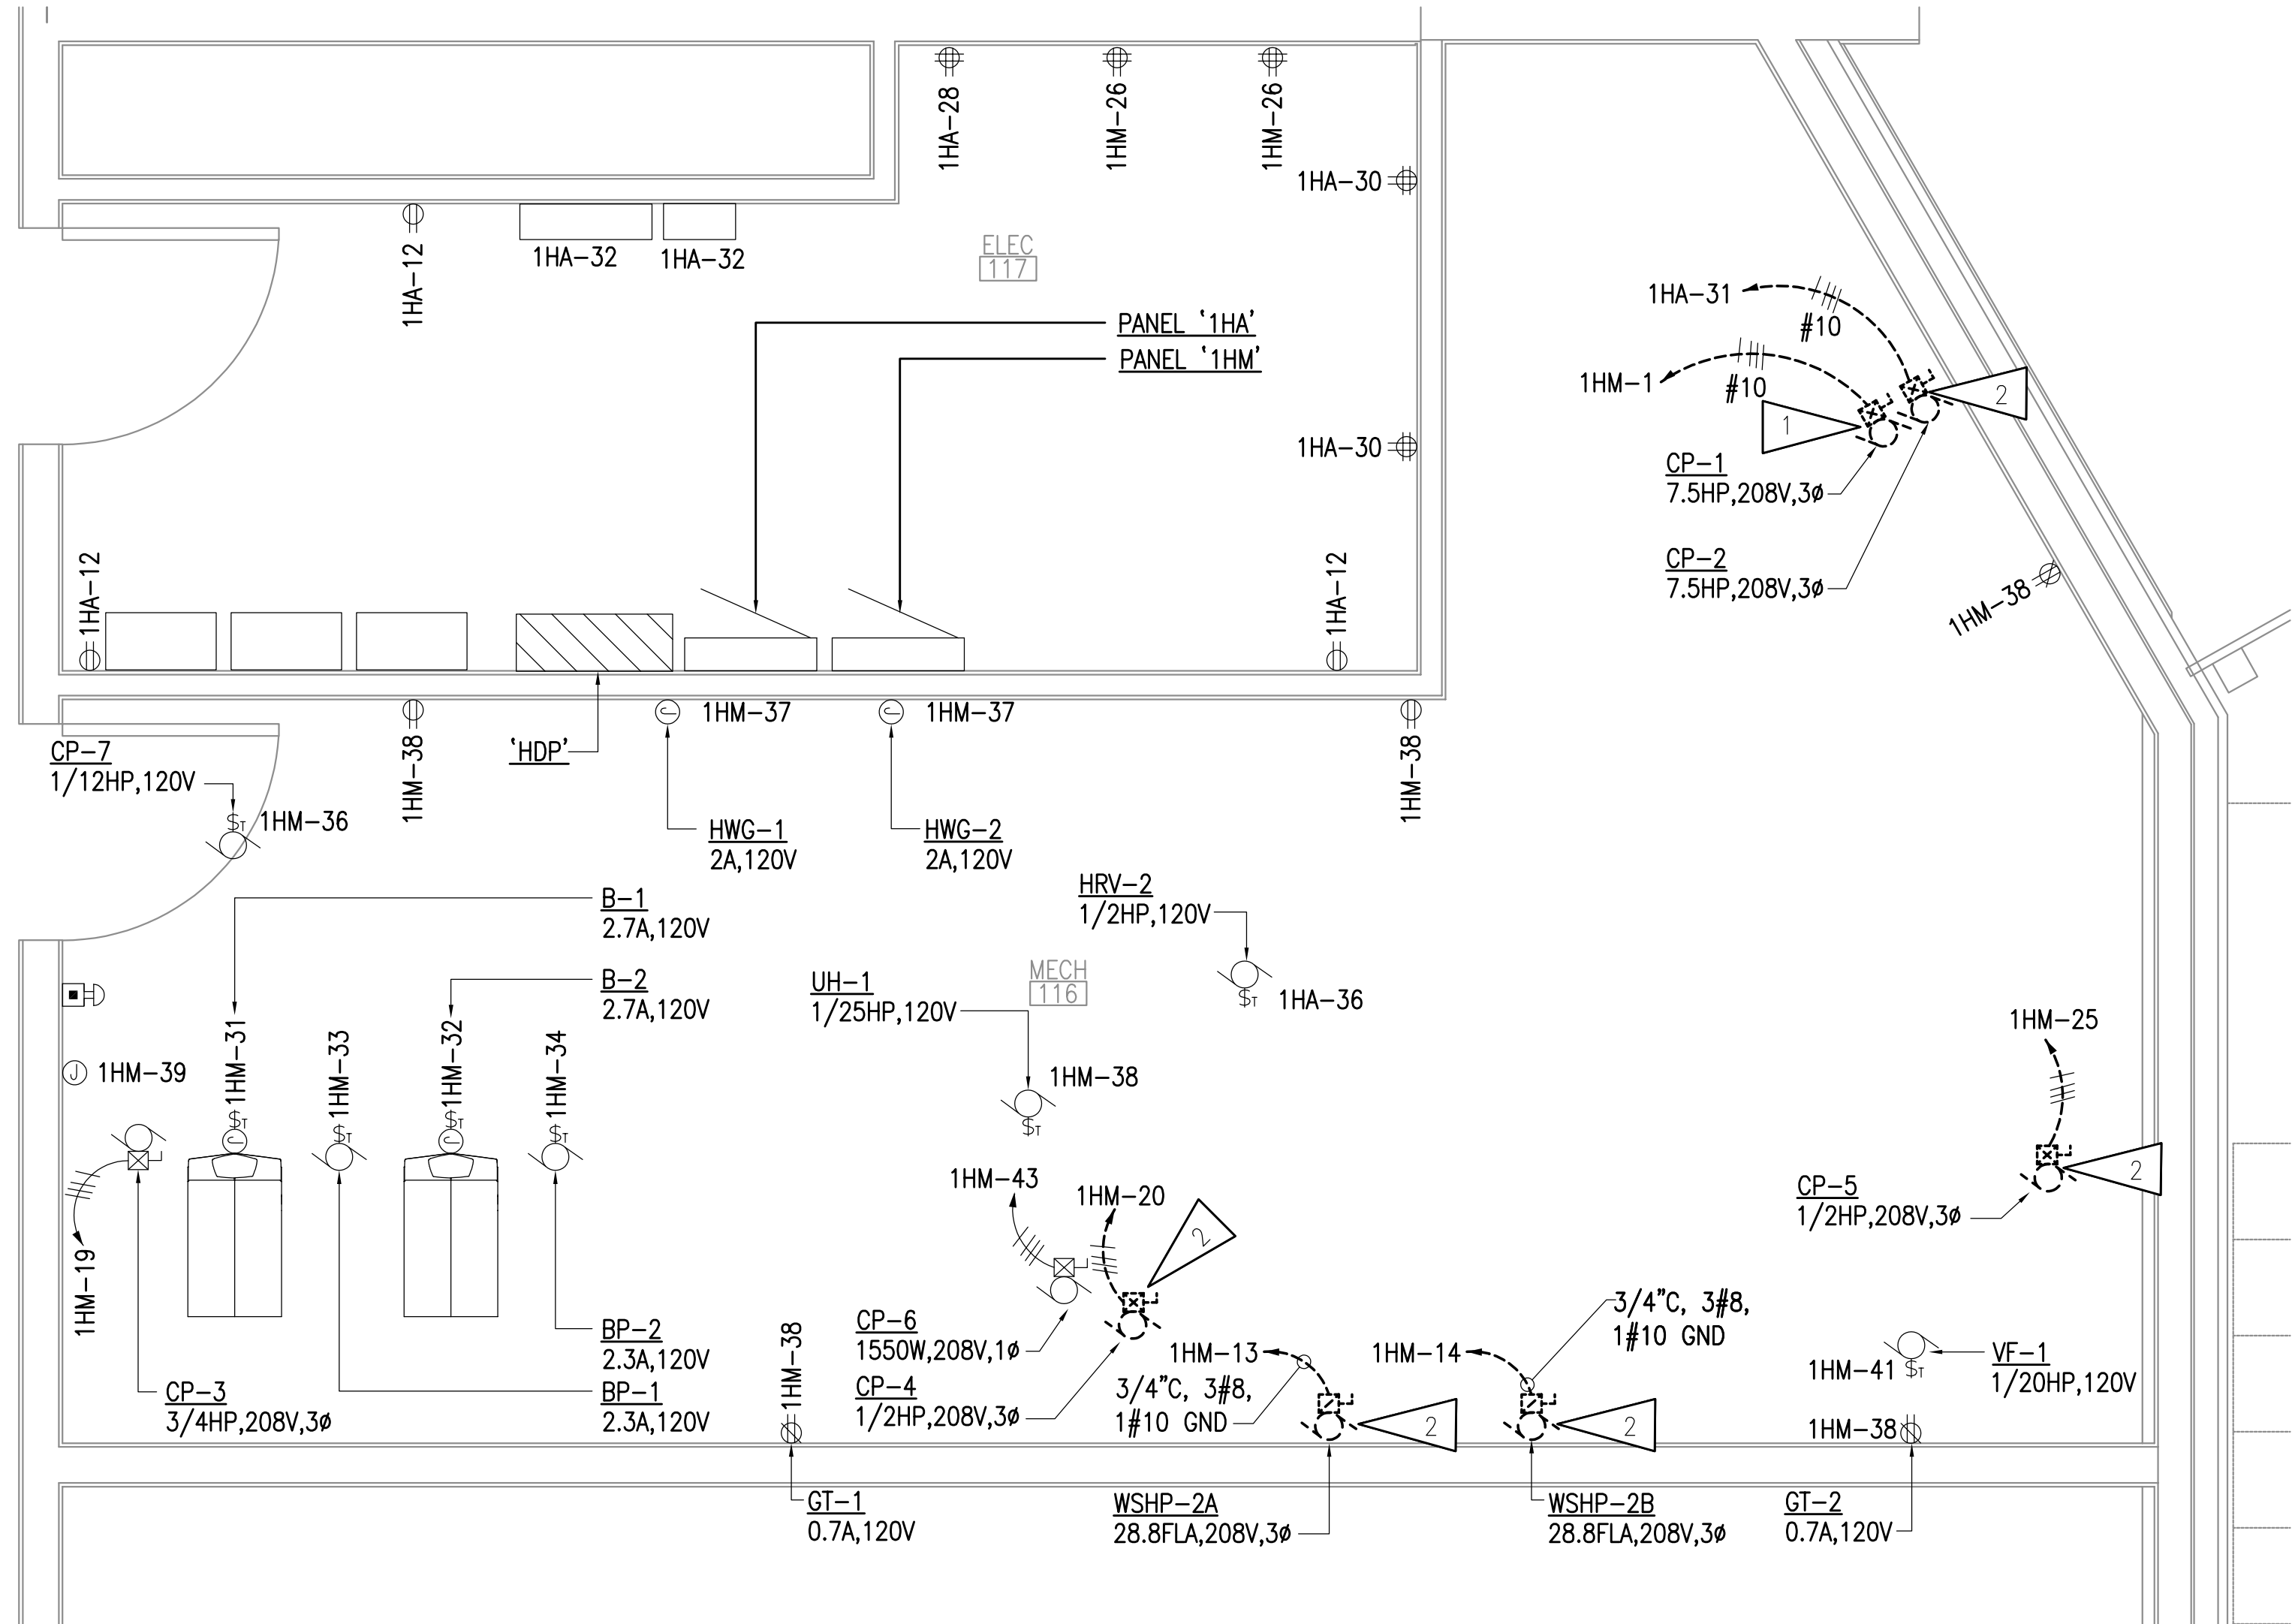 1HA-28
1HM-26
1HM-26
1HA-30
1HA-12
1HA-32
1HA-32
ELEC
117
1HA-31
#10
PANEL ‘1HA’
PANEL ‘1HM’
1HM-1
#10
2
1
1HA-30
CP-1
7.5HP,208V,3ø
CP-2
7.5HP,208V,3ø
1HA-12
1HA-12
1HM-38
CP-7
1/12HP,120V
$T
1HM-36
1HM-38
‘HDP’
J
1HM-37
J
1HM-37
1HM-38
HWG-1
2A,120V
HWG-2
2A,120V
B-1
2.7A,120V
HRV-2
1/2HP,120V
B-2
2.7A,120V
UH-1
1/25HP,120V
MECH
116
$T
1HA-36
1HM-25
J
1HM-39
1HM-31
$T
J
1HM-33
$T
1HM-32
$T
J
1HM-34
$T
1HM-38
$T
1HM-19
1HM-43
1HM-20
2
CP-5
1/2HP,208V,3ø
2
BP-2
2.3A,120V
CP-3
3/4HP,208V,3ø
BP-1
2.3A,120V
1HM-38
CP-6
1550W,208V,1ø
CP-4
1/2HP,208V,3ø
1HM-13
3/4”C, 3#8,
1#10 GND
2
1HM-14
3/4”C, 3#8,
1#10 GND
2
1HM-41
$T
VF-1
1/20HP,120V
1HM-38
GT-1
0.7A,120V
WSHP-2A
28.8FLA,208V,3ø
WSHP-2B
28.8FLA,208V,3ø
GT-2
0.7A,120V